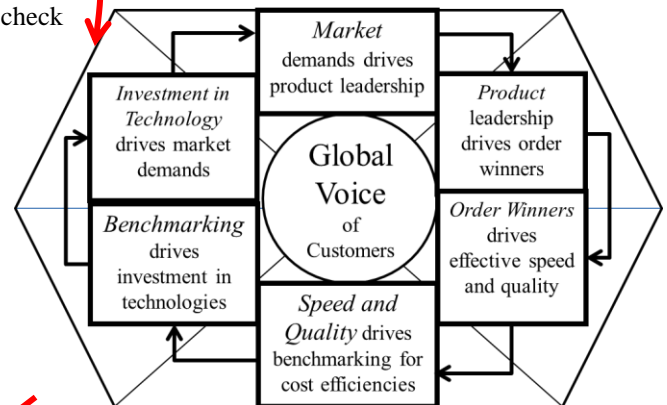 check
Market
demands drives
product leadership
Investment in
Technology
drives market
demands
Product
leadership
drives order
winners
Global
Voice
of
Customers
Benchmarking
drives
investment in
technologies
Order Winners
drives
effective speed
and quality
Speed and
Quality drives
benchmarking for
cost efficiencies